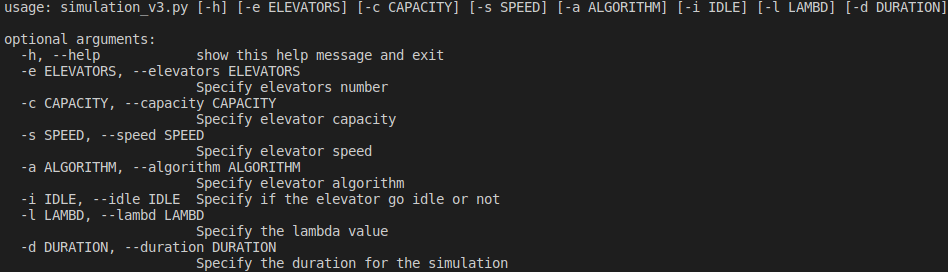 usage: simulation_v3.py [-h] [-e ELEVATORS] [-c CAPACITY] [-s SPEED] [-a ALGORITHM] [-i IDLE] [-l LAMBD] [-d DURATION]
optional arguments:
-h, --help show this help message and exit
-e ELEVATORS, --elevators ELEVATORS
Specify elevators number
-c CAPACITY, --capacity CAPACITY
Specify elevator capacity
-s SPEED, --speed SPEED
Specify elevator speed
-a ALGORITHM, --algorithm ALGORITHM
Specify elevator algorithm
-i IDLE, --idle IDLE Specify if the elevator go idle or not
-l LAMBD, --lambd LAMBD
Specify the lambda value
-d DURATION, --duration DURATION
Specify the duration for the simulation